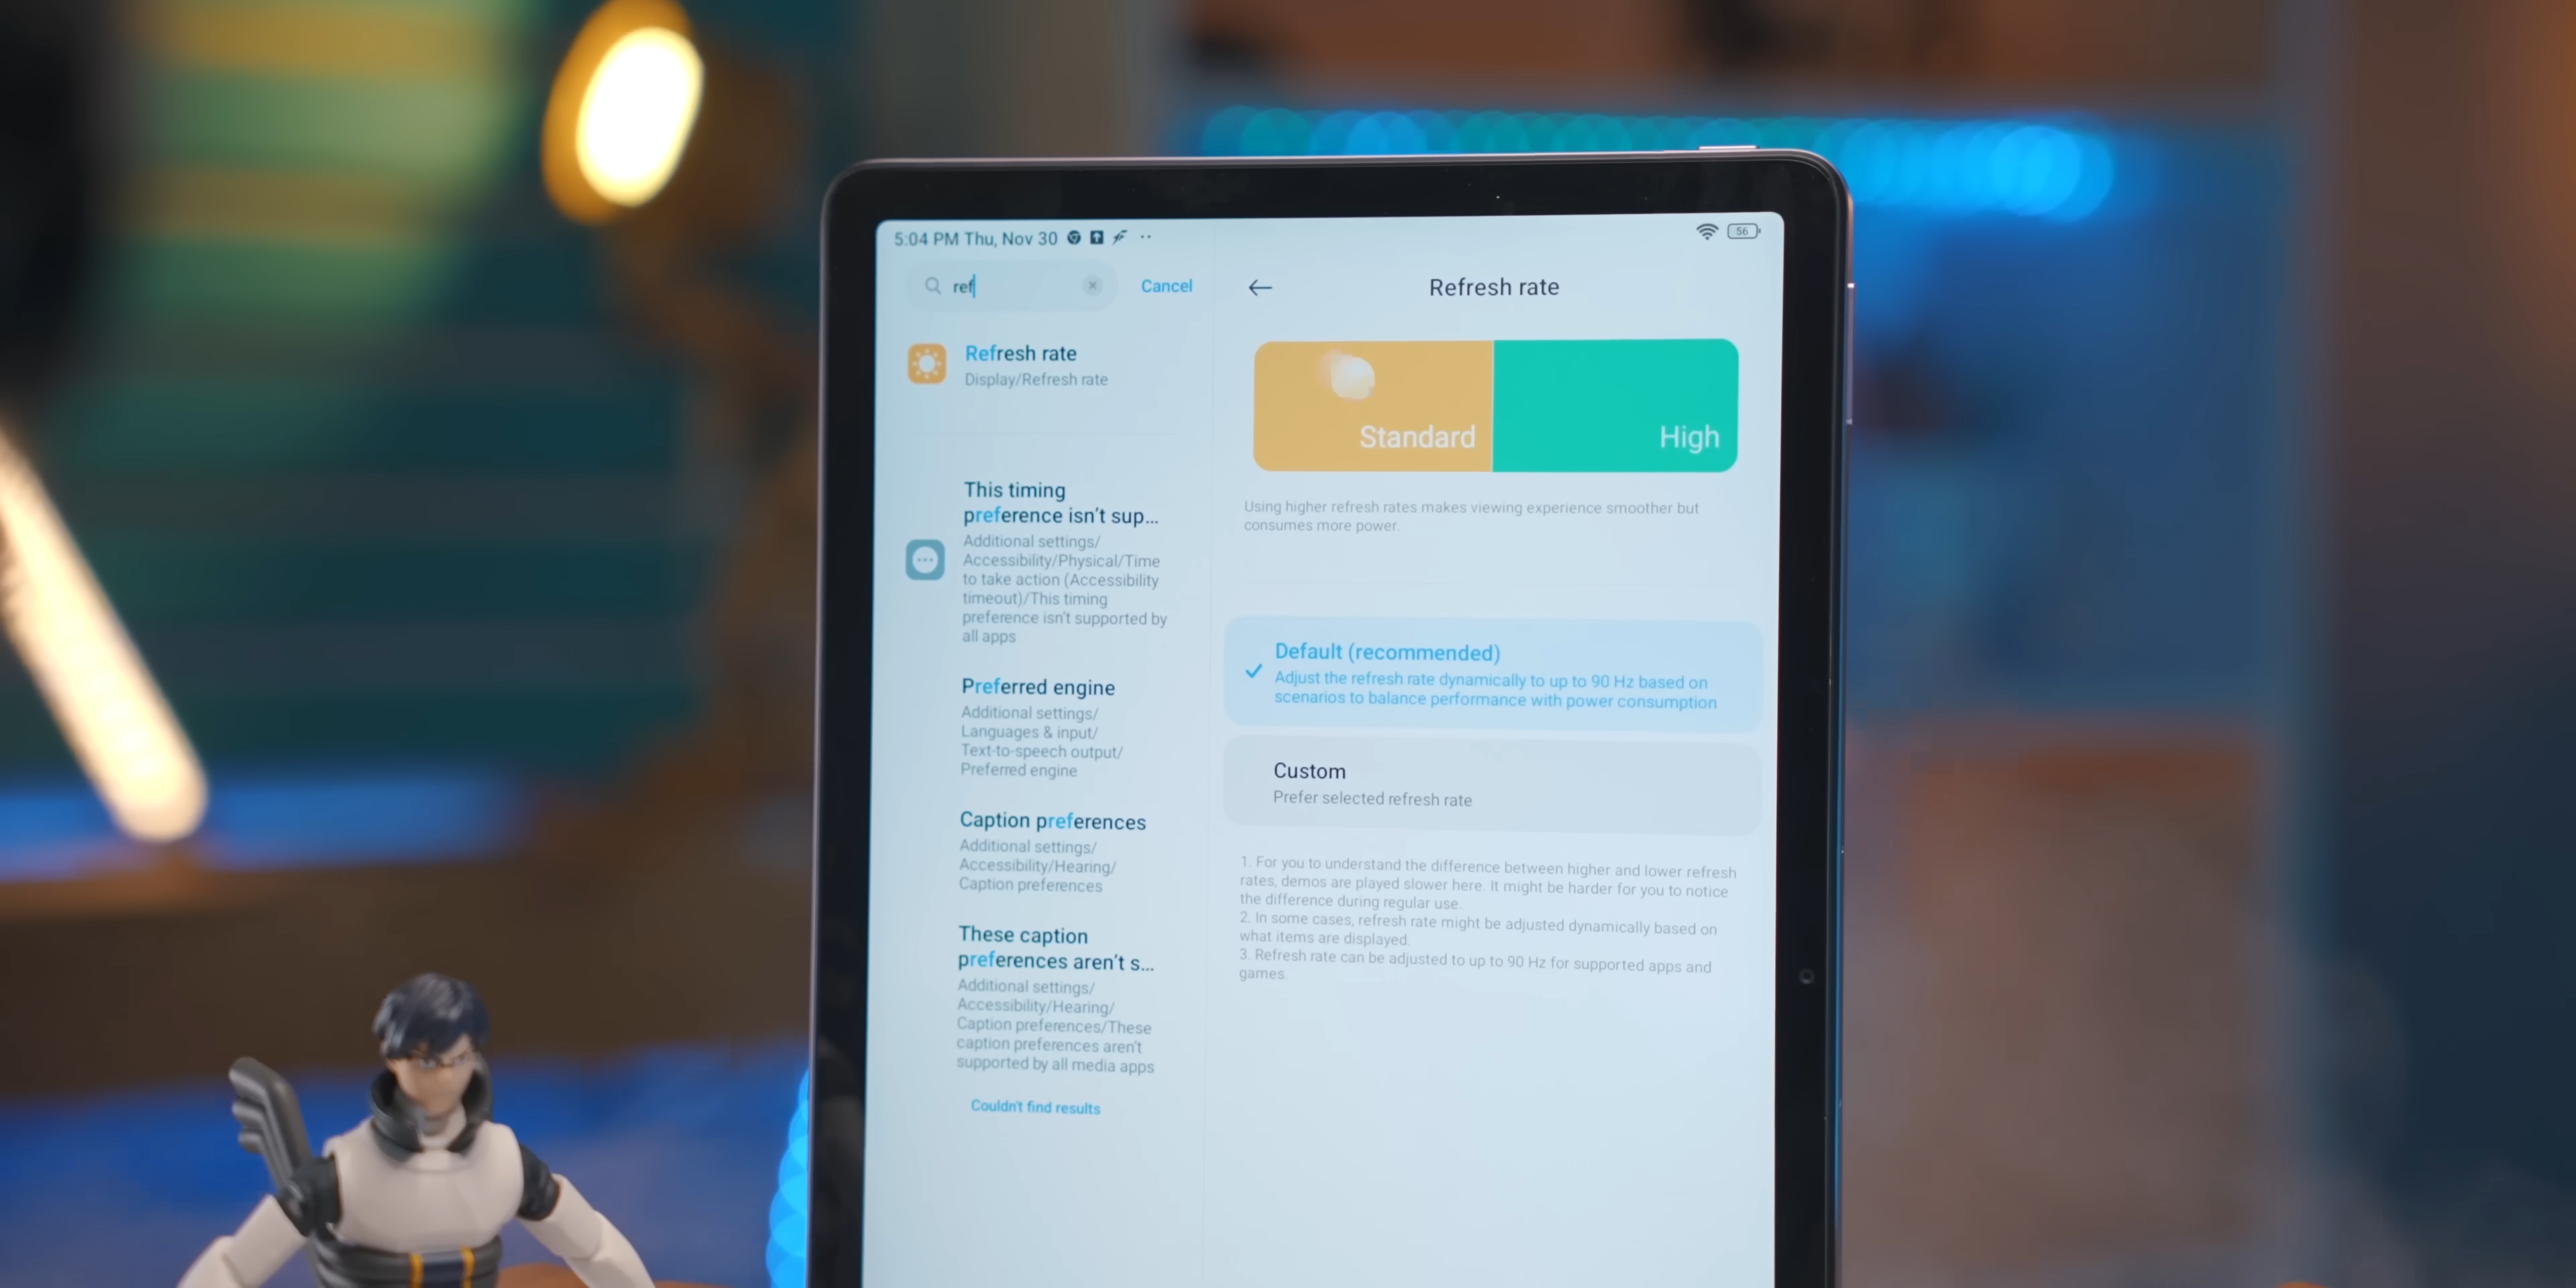 5:04 PM Thu, Nov 30
56
ref
Cancel
Refresh rate
Display/Refresh rate
This timing
preference isn't sup...
Additional settings/
Accessibility/Physical/Time
to take action (Accessibility
timeout)/This timing
preference isn't supported by
all apps
Preferred engine
Additional settings/
Languages & input/
Text-to-speech output/
Preferred engine
Caption preferences
Additional settings/
Accessibility/Hearing/
Caption preferences
These caption
preferences aren't s...
Additional settings/
Accessibility/Hearing/
Caption preferences/These
caption preferences aren't
supported by all media apps
Couldn't find results
Refresh rate
Standard
High
Using higher refresh rates makes viewing experience smoother but
consumes more power.
Default (recommended)
Adjust the refresh rate dynamically to up to 90 Hz based on
scenarios to balance performance with power consumption
Custom
Prefer selected refresh rate
1. For you to understand the difference between higher and lower refresh
rates, demos are played slower here. It might be harder for you to notice
the difference during regular use.
2. In some cases, refresh rate might be adjusted dynamically based on
what items are displayed.
3. Refresh rate can be adjusted to up to 90 Hz for supported apps and
games.